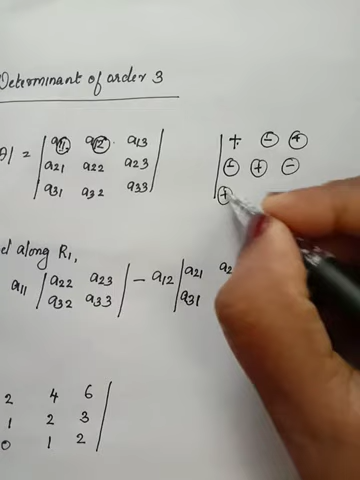 Determinant of order 3
A| = | a11 a12 a13 | | + - +
a21 a22 a23 - + -
a31 a32 a33 | +
along R1,
a11 | a22 a23 | - a12 | a21 a2
a32 a33 a31
2 4 6
1 2 3
0 1 2